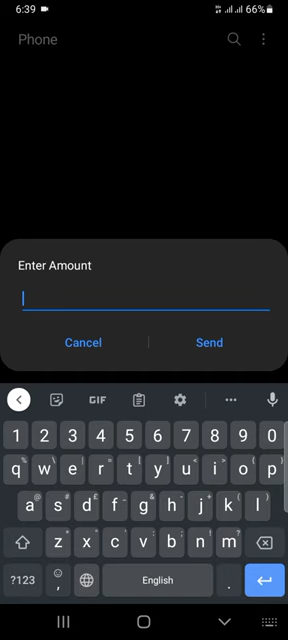 6:39 66%
Phone
Enter Amount
Cancel Send
GIF
1 2 3 4 5 6 7 8 9 0
q w e r t y u i o p
a s d f g h j k l
z x c v b n m
?123 , English .